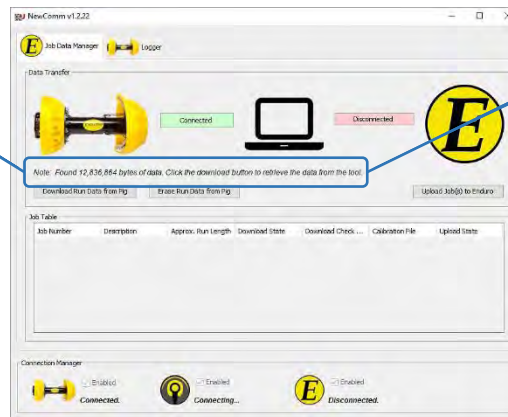 NewComm v1.2.22
Job Data Manager
Logger
Data Transfer
Connected
Disconnected
E
Note: Found 12,836,864 bytes of data. Click the download button to retrieve the data from the tool.
Download Run Data from Pig
Erase Run Data from Pig
Upload Job(s) to Enduro
Job Table
Job Number Description Approx. Run Length Download State Download Check ... Calibration File Upload State
Connection Manager
Enabled
Connected.
Enabled
Connecting...
E
Enabled
Disconnected.